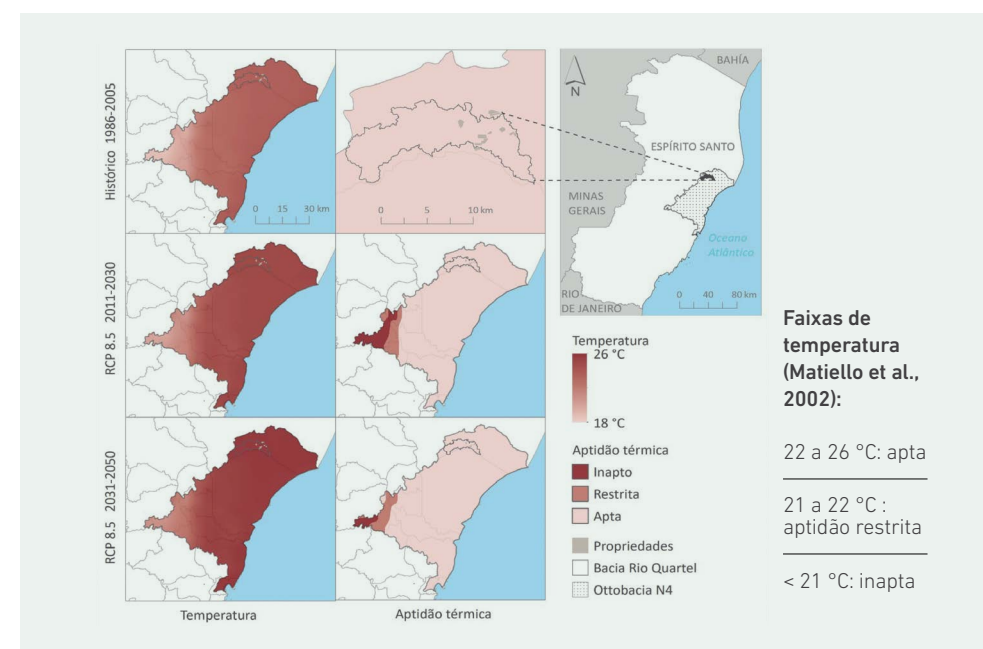 Histórico 1986-2005
0 15 30 km
0 5 10 km
N
BAHÍA
ESPÍRITO SANTO
MINAS
GERAIS
Oceano
Atlântico
RIO
DE JANEIRO
0 40 80 km
RCP 8.5 2011-2030
RCP 8.5 2031-2050
Temperatura
Aptidão térmica
Temperatura
26 °C
18 °C
Aptidão térmica
Inapto
Restrita
Apta
Propriedades
Bacia Rio Quartel
Ottobacia N4
Faixas de
temperatura
(Matiello et al.,
2002):
22 a 26 °C: apta
21 a 22 °C :
aptidão restrita
< 21 °C: inapta